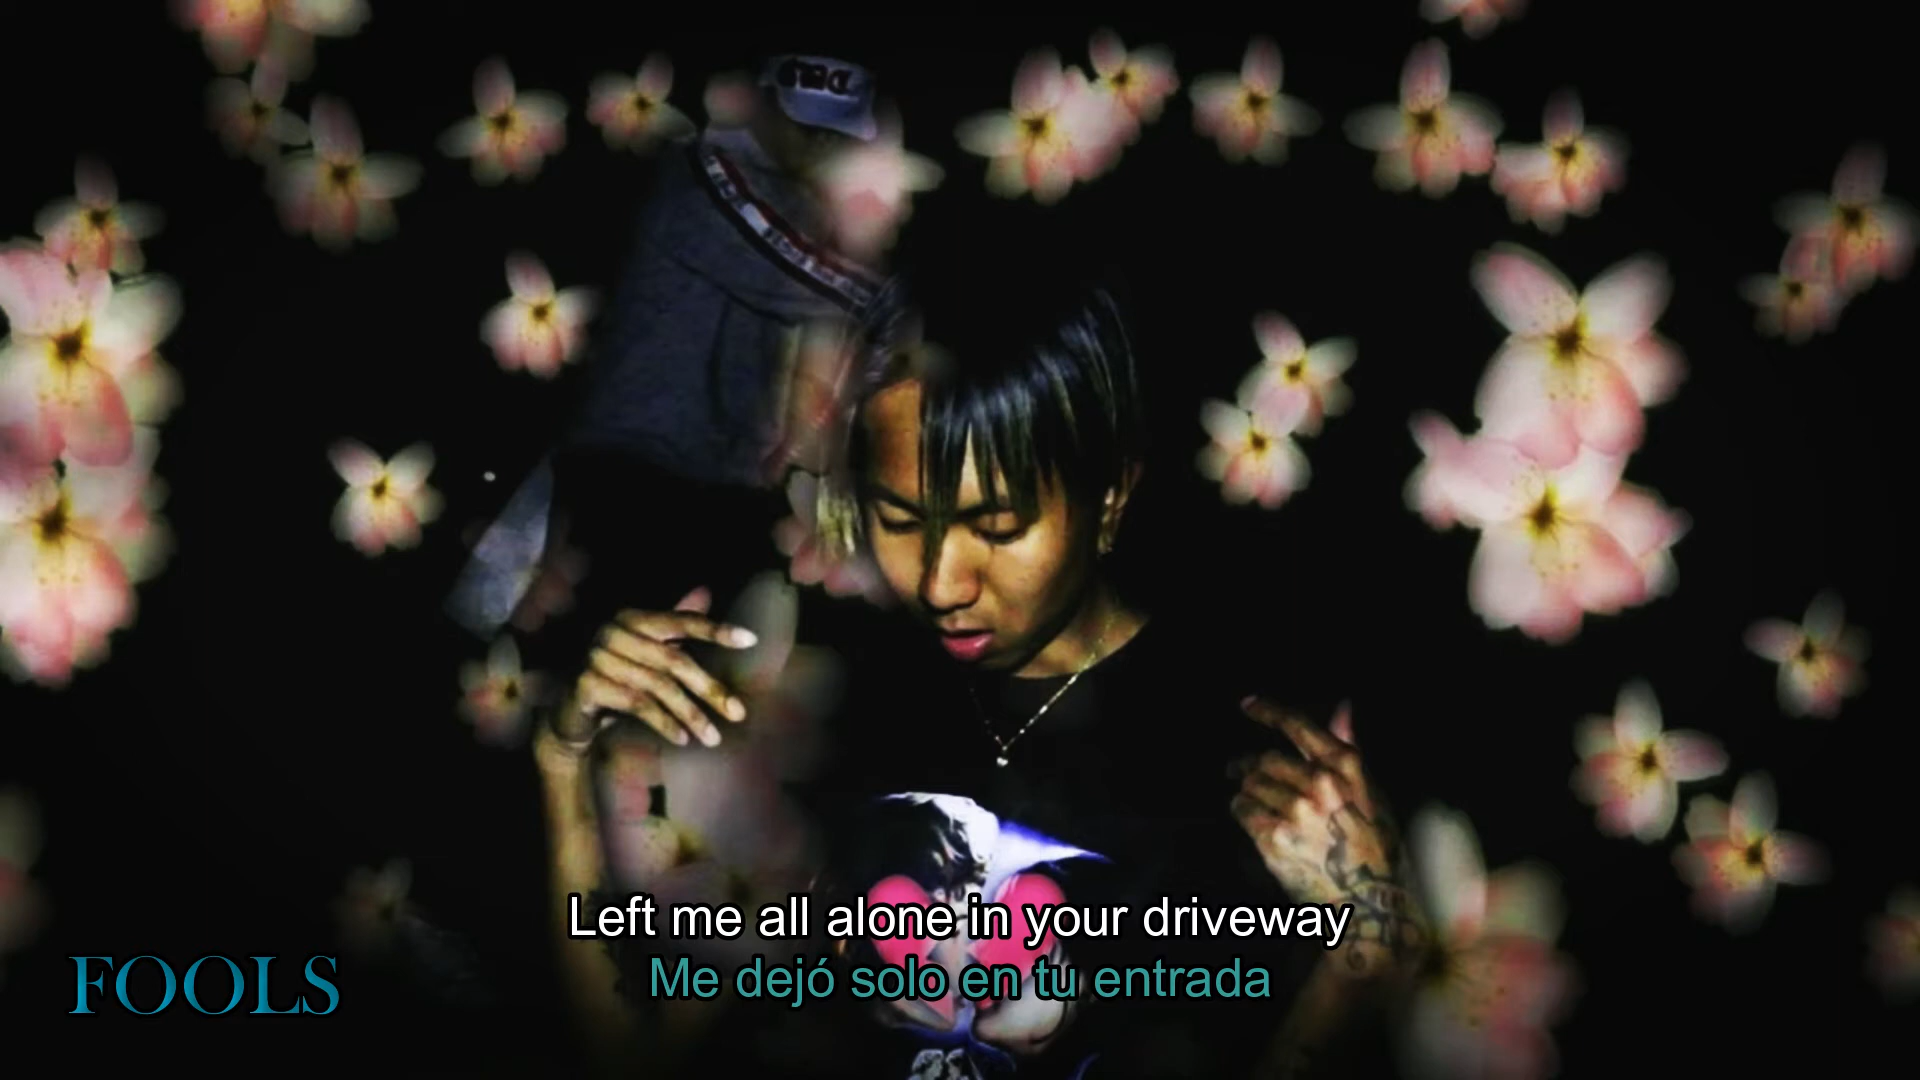 Left me all alone in your driveway
Me dejó solo en tu entrada
FOOLS